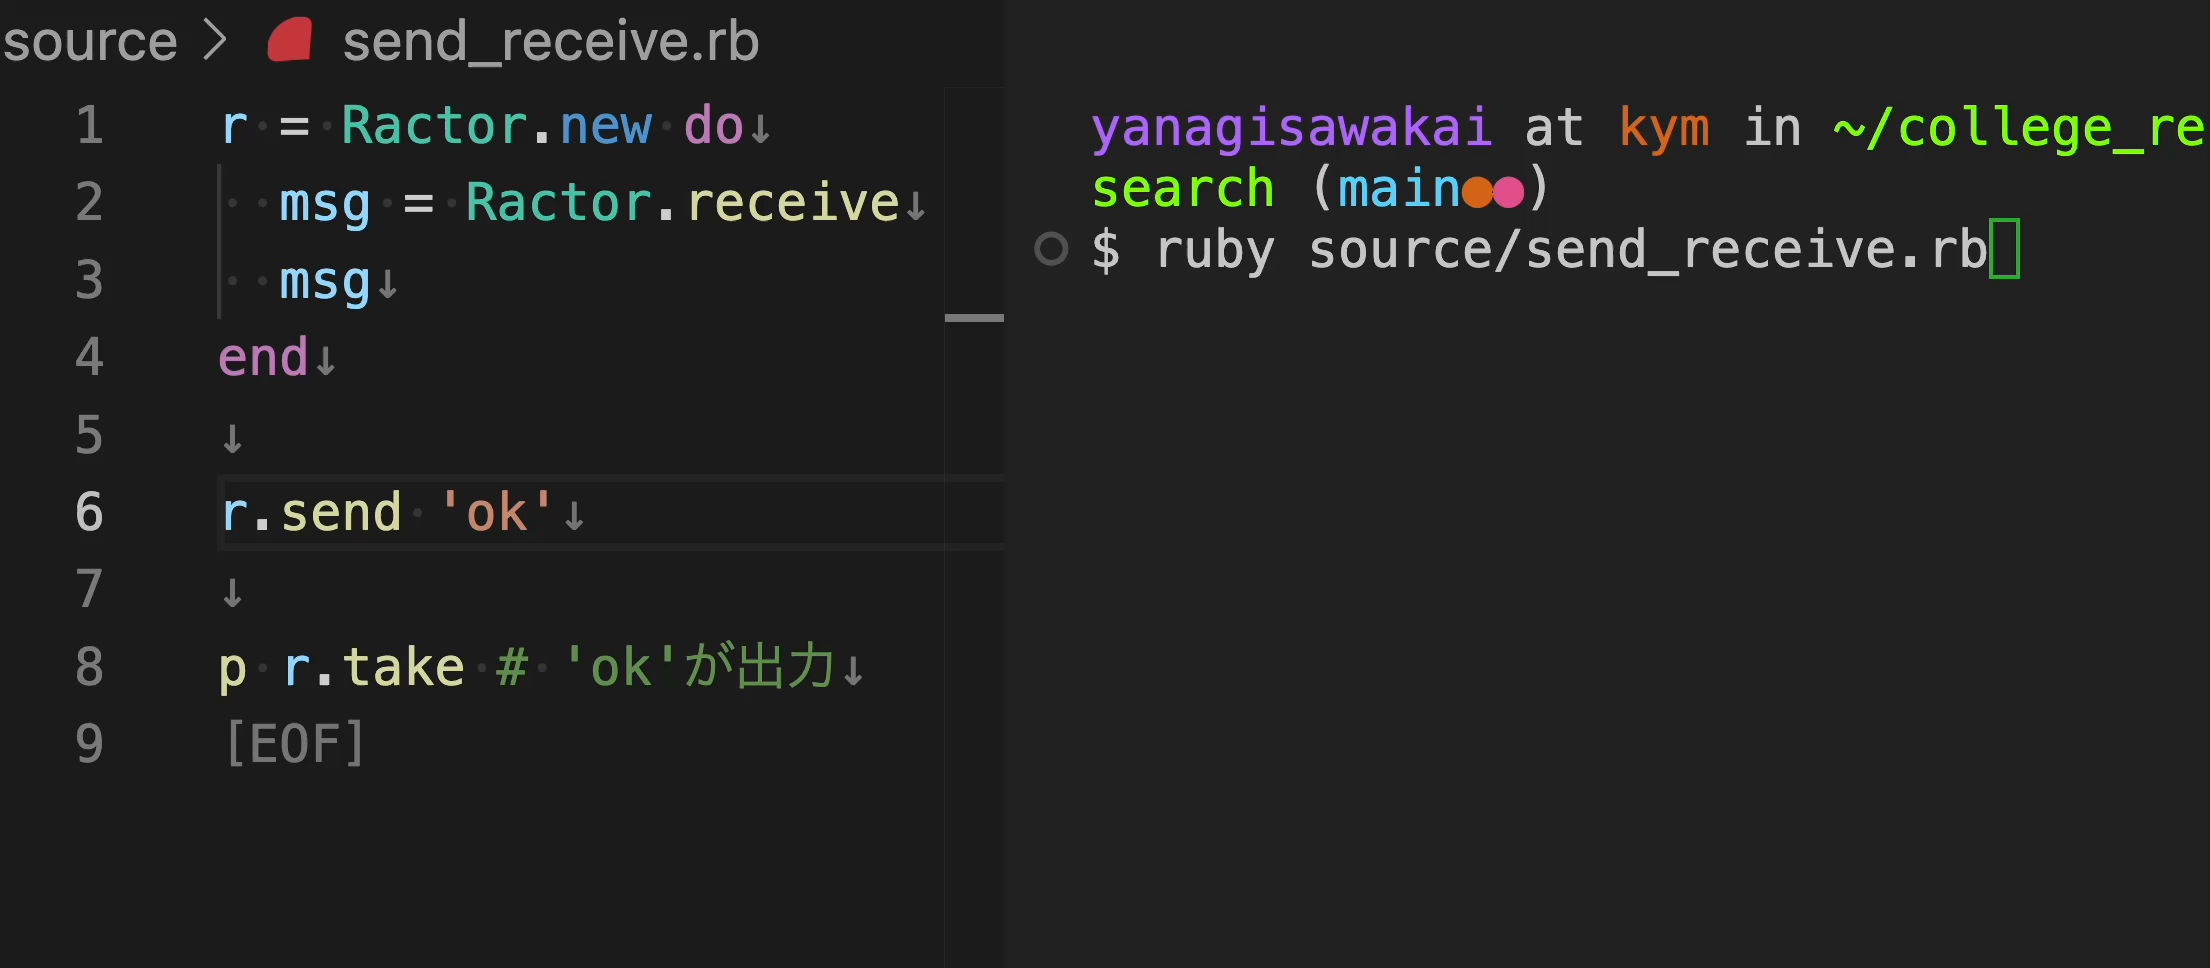 source > send_receive.rb
1 r = Ractor.new do↓
2   msg = Ractor.receive↓
3   msg↓
4 end↓
5 ↓
6 r.send 'ok'↓
7 ↓
8 p r.take # 'ok'が出力↓
9 [EOF]
yanagisawakai at kym in ~/college_re
search (main●●)
$ ruby source/send_receive.rb